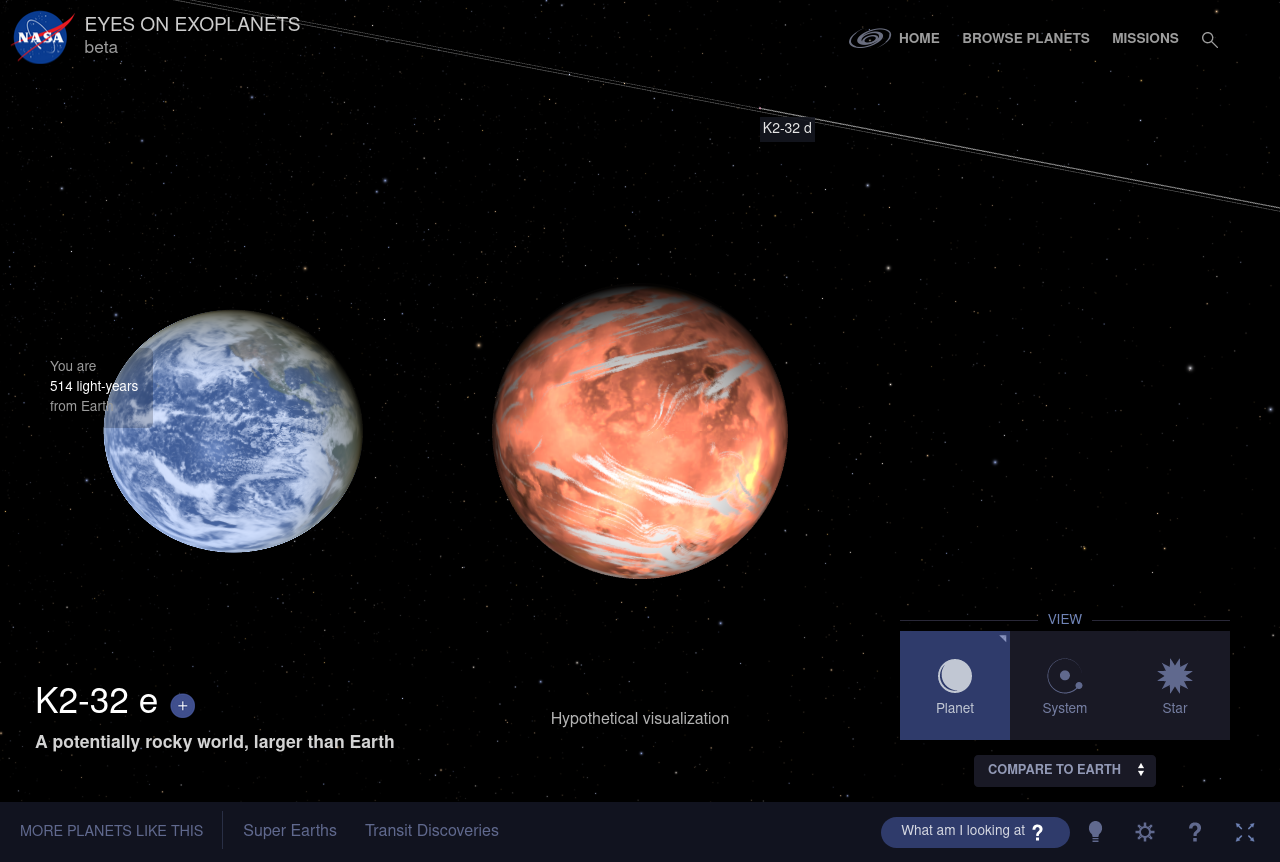 NASA
EYES ON EXOPLANETS
beta
HOME
BROWSE PLANETS
MISSIONS
K2-32 d
You are
514 light-years
from Earth
VIEW
Planet
System
Star
K2-32 e +
A potentially rocky world, larger than Earth
Hypothetical visualization
COMPARE TO EARTH
MORE PLANETS LIKE THIS
Super Earths
Transit Discoveries
What am I looking at ?
?